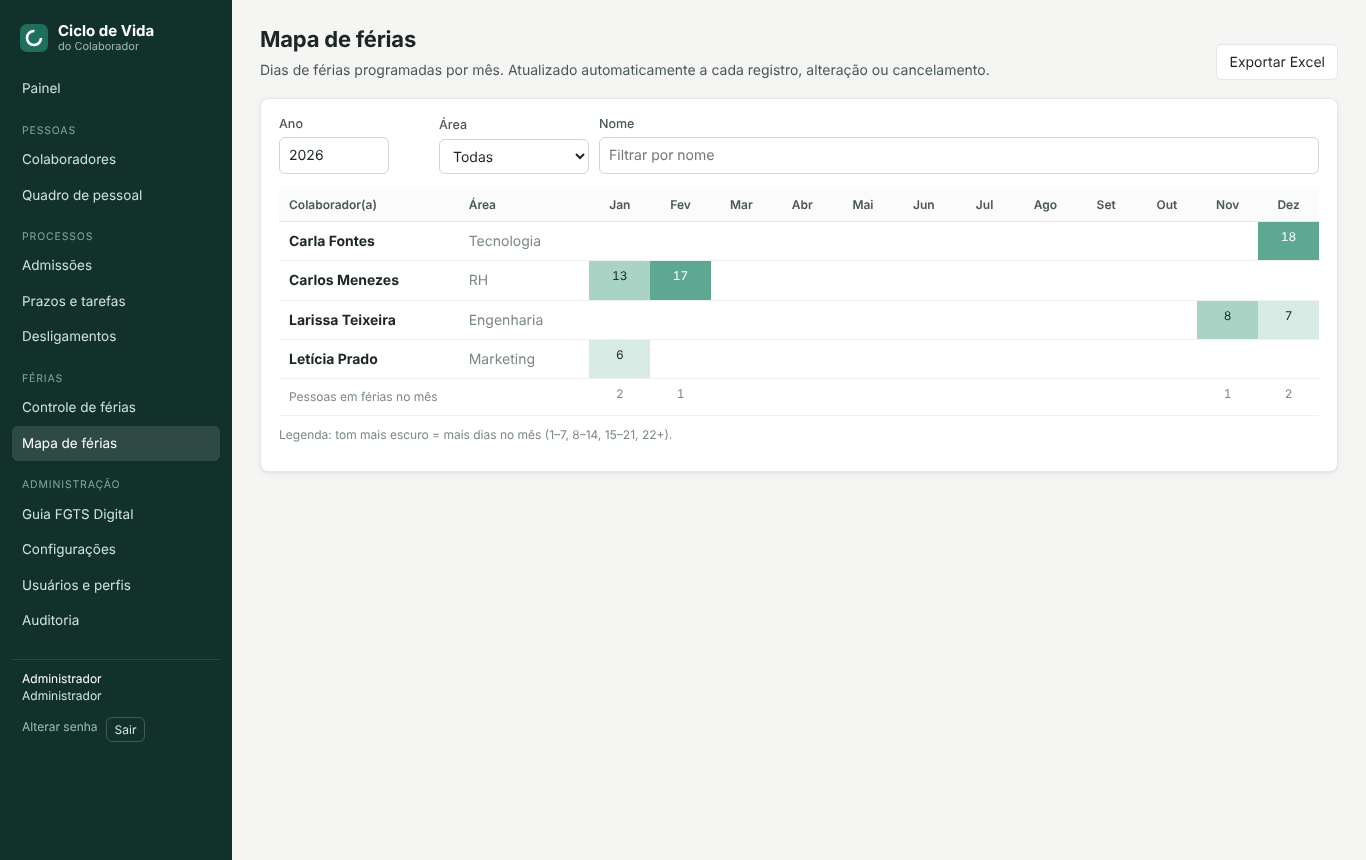 Ciclo de Vida
do Colaborador
Painel
PESSOAS
Colaboradores
Quadro de pessoal
PROCESSOS
Admissões
Prazos e tarefas
Desligamentos
FÉRIAS
Controle de férias
Mapa de férias
ADMINISTRAÇÃO
Guia FGTS Digital
Configurações
Usuários e perfis
Auditoria
Administrador
Administrador
Alterar senha Sair
Mapa de férias
Dias de férias programadas por mês. Atualizado automaticamente a cada registro, alteração ou cancelamento.
Exportar Excel
Ano Área Nome
2026 Todas Filtrar por nome
Colaborador(a) Área Jan Fev Mar Abr Mai Jun Jul Ago Set Out Nov Dez
Carla Fontes Tecnologia 18
Carlos Menezes RH 13 17
Larissa Teixeira Engenharia 8 7
Letícia Prado Marketing 6
Pessoas em férias no mês 2 1 1 2
Legenda: tom mais escuro = mais dias no mês (1–7, 8–14, 15–21, 22+).